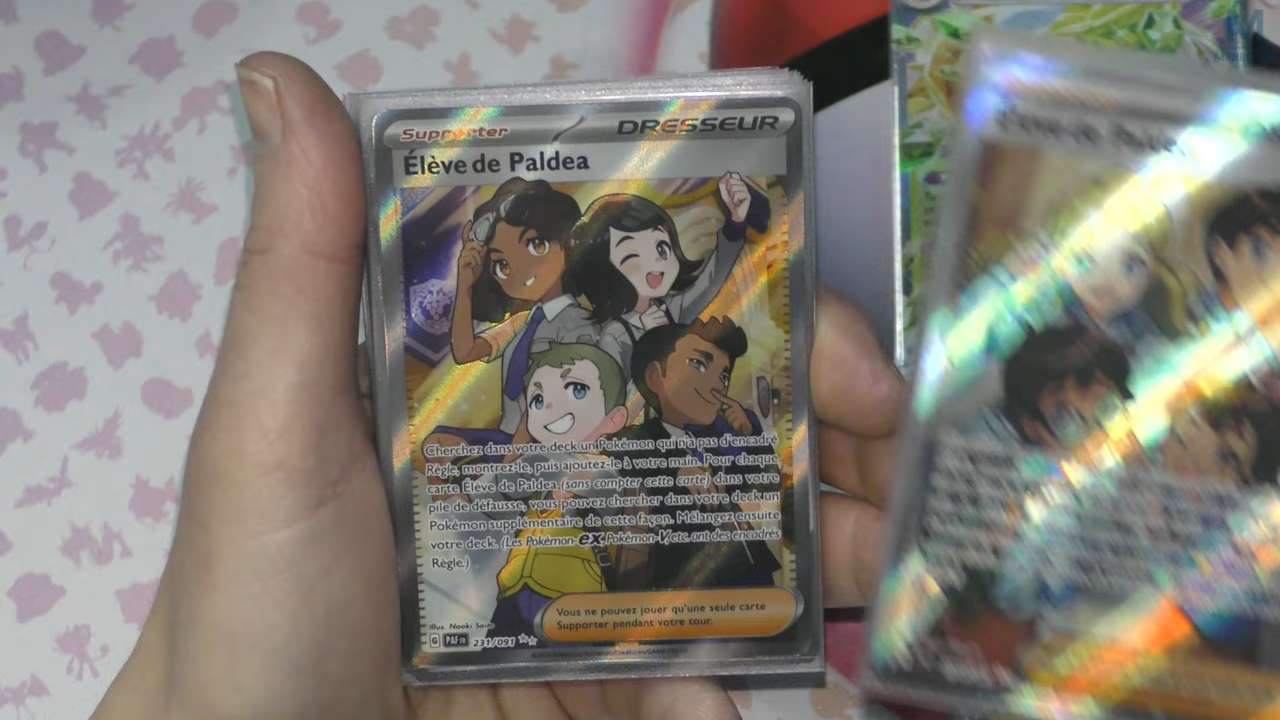 Supporter
DRESSEUR
Élève de Paldea
Cherchez dans votre deck un Pokémon qui n'a pas d'encadré
Règle, montrez-le, puis ajoutez-le à votre main. Pour chaque
carte Élève de Paldea (sans compter cette carte) dans votre
pile de défausse, vous pouvez chercher dans votre deck un
Pokémon supplémentaire de cette façon. Mélangez ensuite
votre deck. (Les Pokémon-ex, Pokémon-V, etc. ont des encadrés
Règle.)
Vous ne pouvez jouer qu'une seule carte
Supporter pendant votre tour.
Illus. Naoki Saito
G PAF FR 231/091